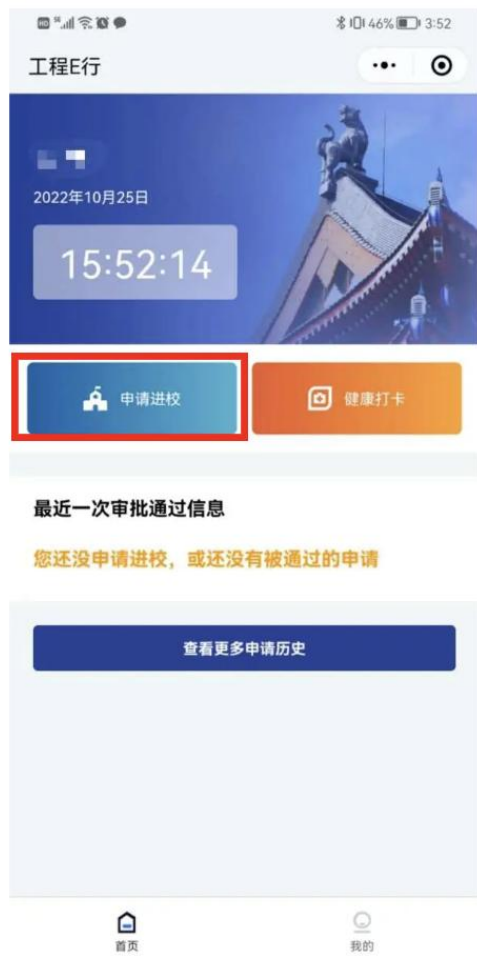 HD 5G 46% 3:52
工程E行
2022年10月25日
15:52:14
申请进校
健康打卡
最近一次审批通过信息
您还没申请进校，或还没有被通过的申请
查看更多申请历史
首页
我的